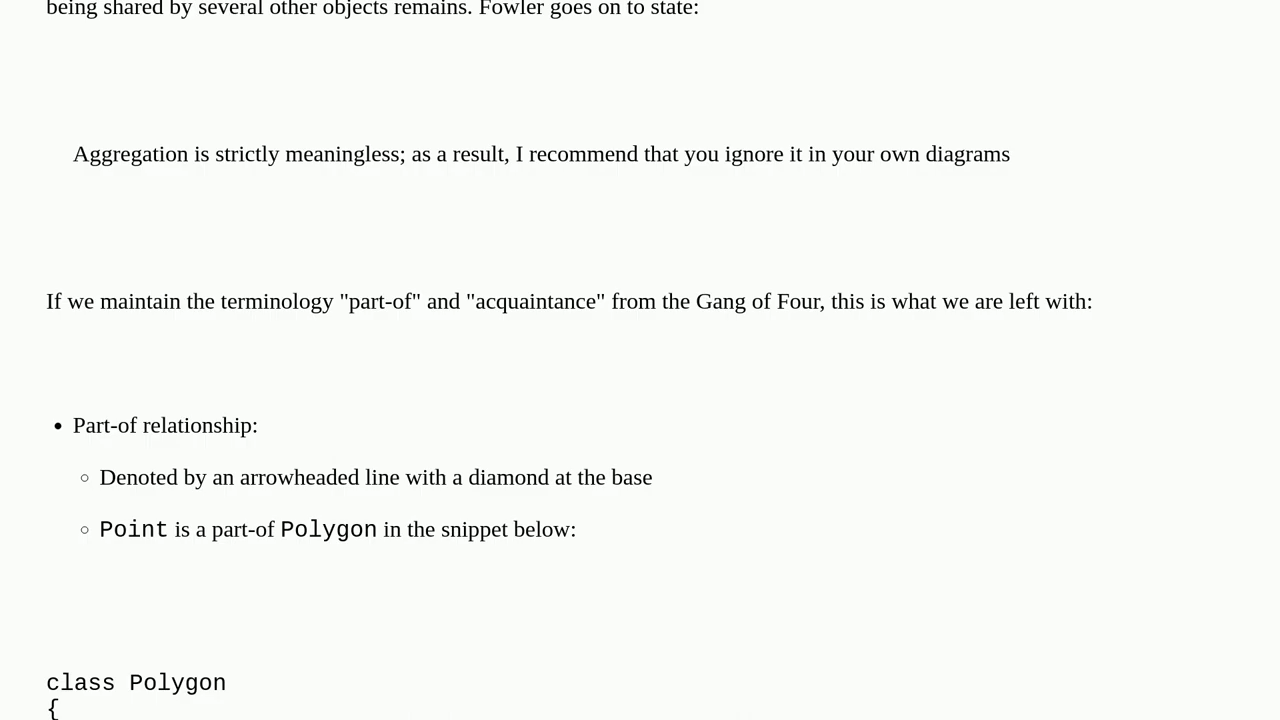 being shared by several other objects remains. Fowler goes on to state:
Aggregation is strictly meaningless; as a result, I recommend that you ignore it in your own diagrams
If we maintain the terminology "part-of" and "acquaintance" from the Gang of Four, this is what we are left with:
• Part-of relationship:
○ Denoted by an arrowheaded line with a diamond at the base
○ Point is a part-of Polygon in the snippet below:
class Polygon
{